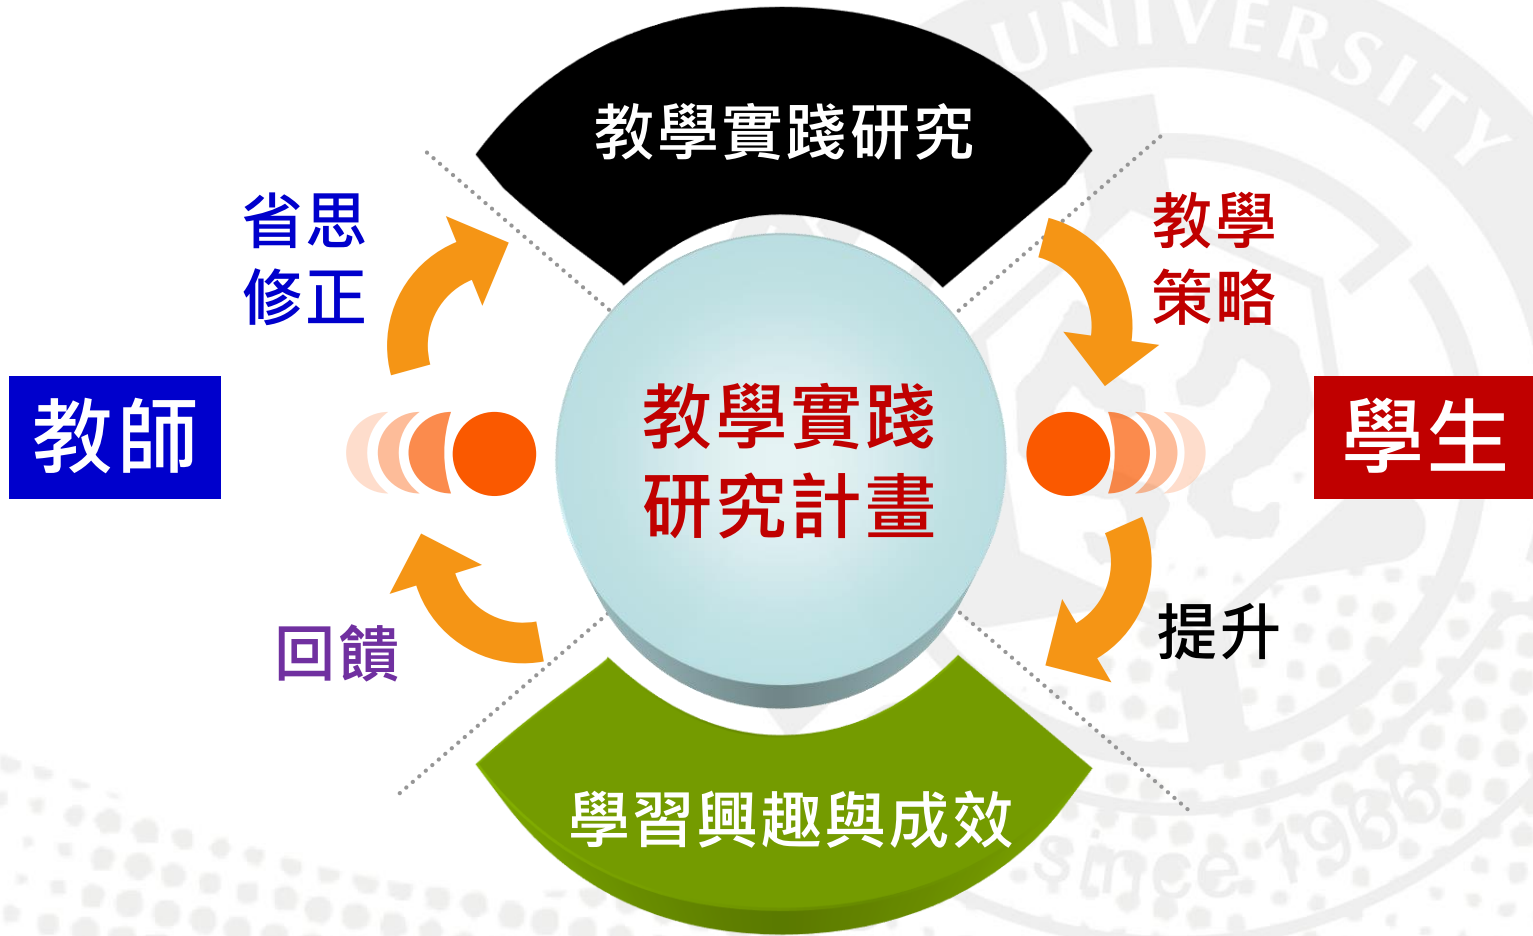 UNIVERSITY
教學實踐研究
省思
修正
教學
策略
教師
教學實踐
研究計畫
學生
回饋
提升
學習興趣與成效
since 1986